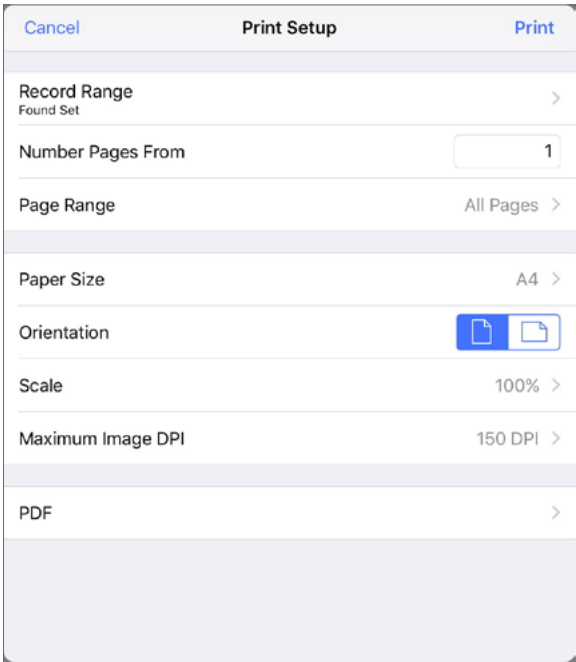 Cancel Print Setup Print
Record Range
Found Set
Number Pages From 1
Page Range All Pages
Paper Size A4
Orientation
Scale 100%
Maximum Image DPI 150 DPI
PDF